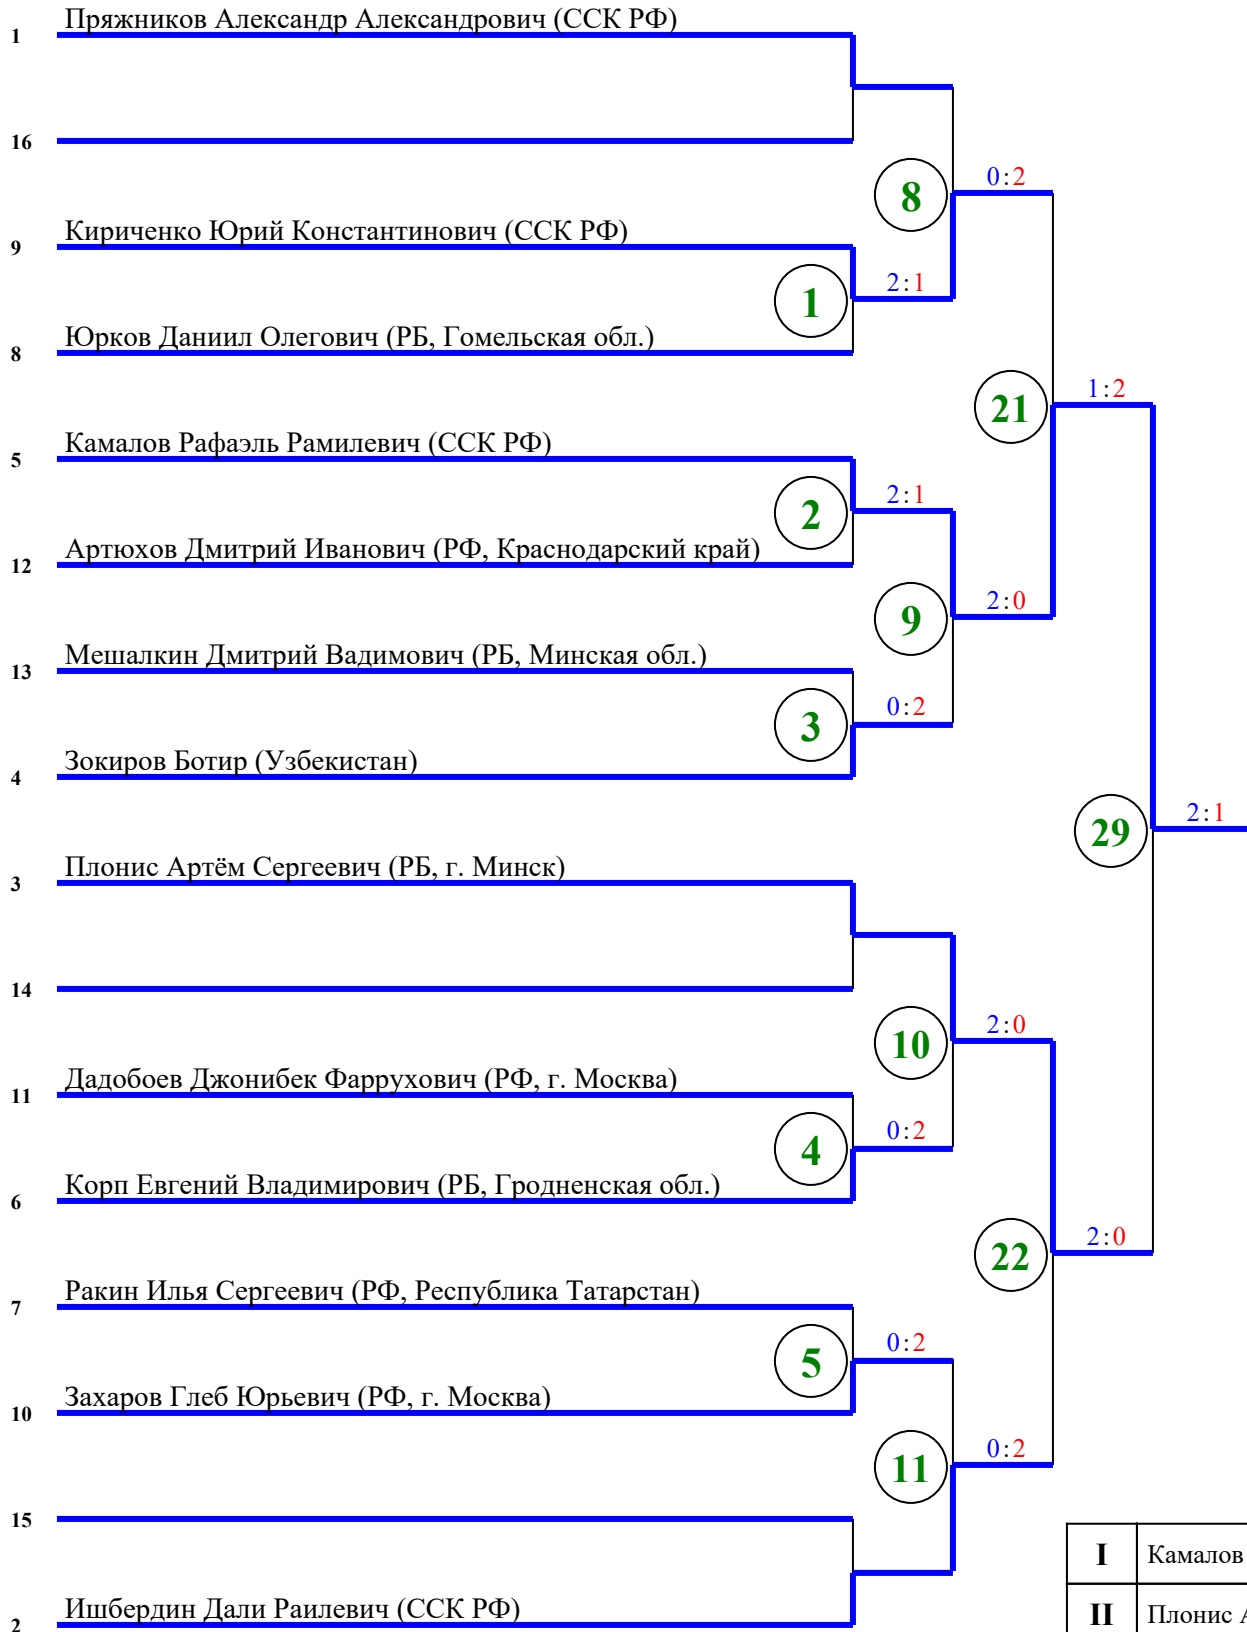 Пряжников Александр Александрович (ССК РФ)
1
16
8
0:2
Кириченко Юрий Константинович (ССК РФ)
9
1
2:1
Юрков Даниил Олегович (РБ, Гомельская обл.)
8
21
1:2
Камалов Рафаэль Рамилевич (ССК РФ)
5
2
2:1
Артюхов Дмитрий Иванович (РФ, Краснодарский край)
12
9
2:0
Мешалкин Дмитрий Вадимович (РБ, Минская обл.)
13
3
0:2
Зокиров Ботир (Узбекистан)
4
29
2:1
Плонис Артём Сергеевич (РБ, г. Минск)
3
14
10
2:0
Дадобоев Джонибек Фаррухович (РФ, г. Москва)
11
4
0:2
Корп Евгений Владимирович (РБ, Гродненская обл.)
6
22
2:0
Ракин Илья Сергеевич (РФ, Республика Татарстан)
7
5
0:2
Захаров Глеб Юрьевич (РФ, г. Москва)
10
11
0:2
15
I Камалов
Ишбердин Дали Раилевич (ССК РФ)
2
II Плонис А